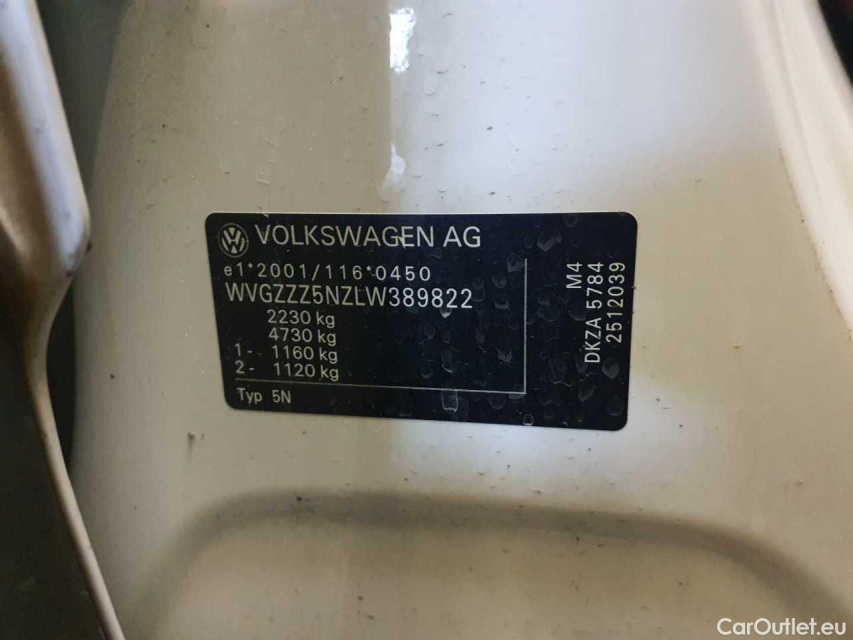 VOLKSWAGEN AG
e1*2001/116*0450
WVGZZZ5NZLW389822
2230 kg
4730 kg
1- 1160 kg
2- 1120 kg
Typ 5N
M4
DKZA 5784
2512039
CarOutlet.eu